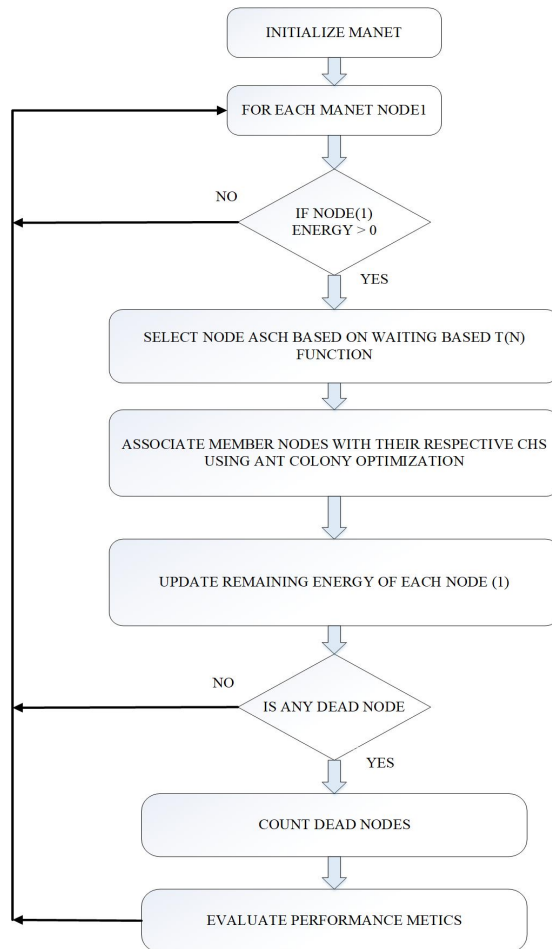 INITIALIZE MANET
FOR EACH MANET NODE1
NO
IF NODE(1)
ENERGY > 0
YES
SELECT NODE ASCH BASED ON WAITING BASED T(N)
FUNCTION
ASSOCIATE MEMBER NODES WITH THEIR RESPECTIVE CHS
USING ANT COLONY OPTIMIZATION
UPDATE REMAINING ENERGY OF EACH NODE (1)
NO
IS ANY DEAD NODE
YES
COUNT DEAD NODES
EVALUATE PERFORMANCE METICS